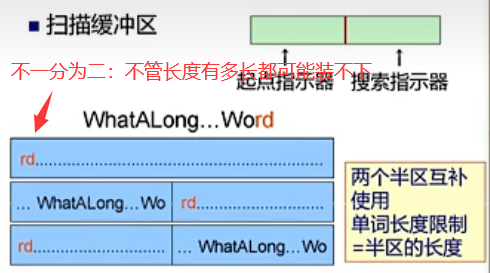 ■ 扫描缓冲区
不一分为二：不管长度有多长都可能装不下
起点指示器 搜索指示器
WhatALong...Word
rd......................................................................
... WhatALong...Wo rd................................
rd................................. ... WhatALong...Wo
两个半区互补
使用
单词长度限制
=半区的长度